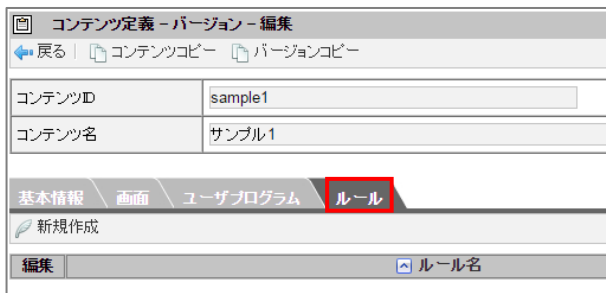 コンテンツ定義 - バージョン - 編集
戻る コンテンツコピー バージョンコピー
コンテンツID sample1
コンテンツ名 サンプル1
基本情報 画面 ユーザプログラム ルール
新規作成
編集 ルール名